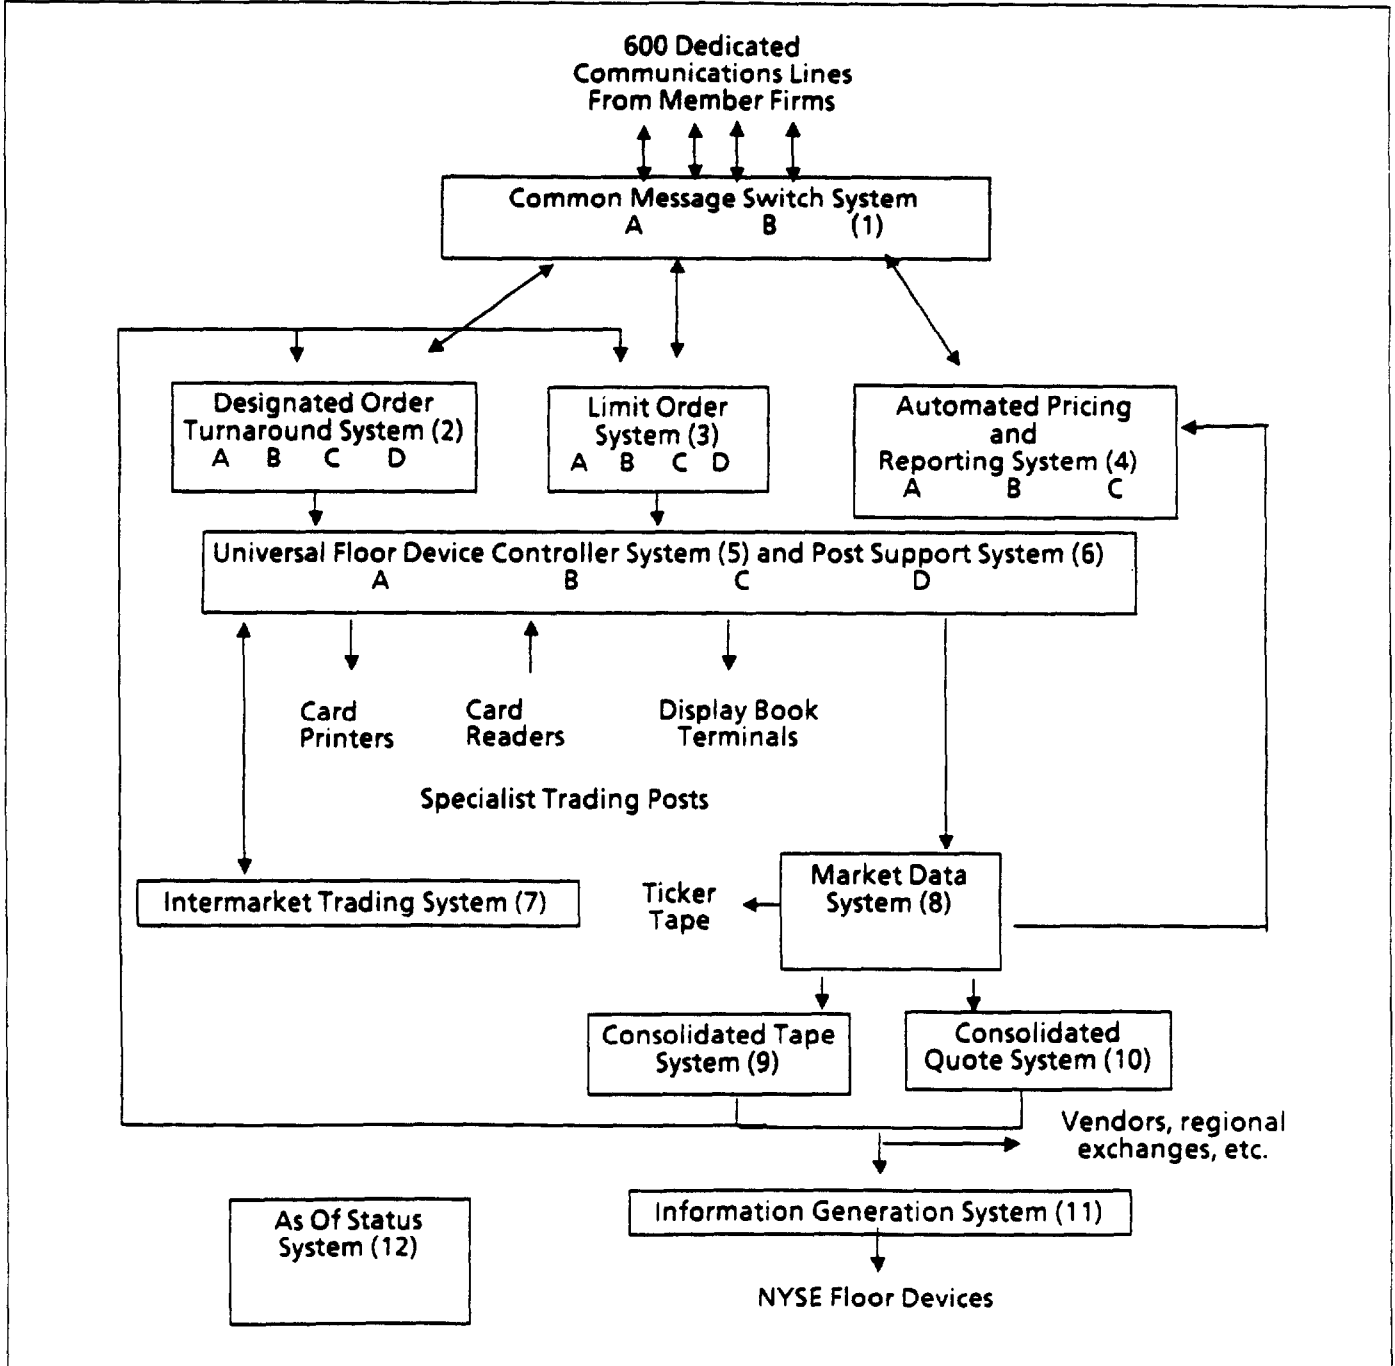 600 Dedicated
Communications Lines
From Member Firms
Common Message Switch System
A B (1)
Designated Order
Turnaround System (2)
A B C D
Limit Order
System (3)
A B C D
Automated Pricing
and
Reporting System (4)
A B C
Universal Floor Device Controller System (5) and Post Support System (6)
A B C D
Card
Printers
Card
Readers
Display Book
Terminals
Specialist Trading Posts
Intermarket Trading System (7)
Ticker
Tape
Market Data
System (8)
Consolidated Tape
System (9)
Consolidated
Quote System (10)
Vendors, regional
exchanges, etc.
As Of Status
System (12)
Information Generation System (11)
NYSE Floor Devices